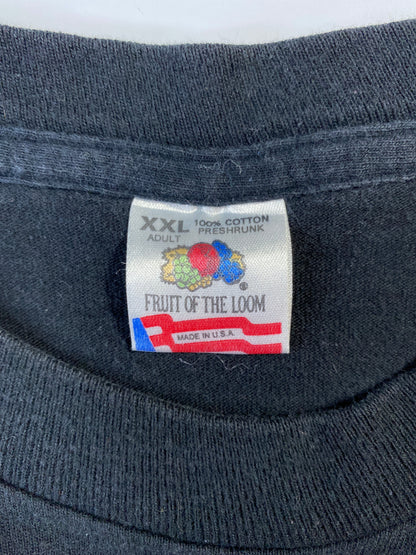 XXL 100% COTTON
ADULT PRESHRUNK
®
FRUIT OF THE LOOM
MADE IN U.S.A.